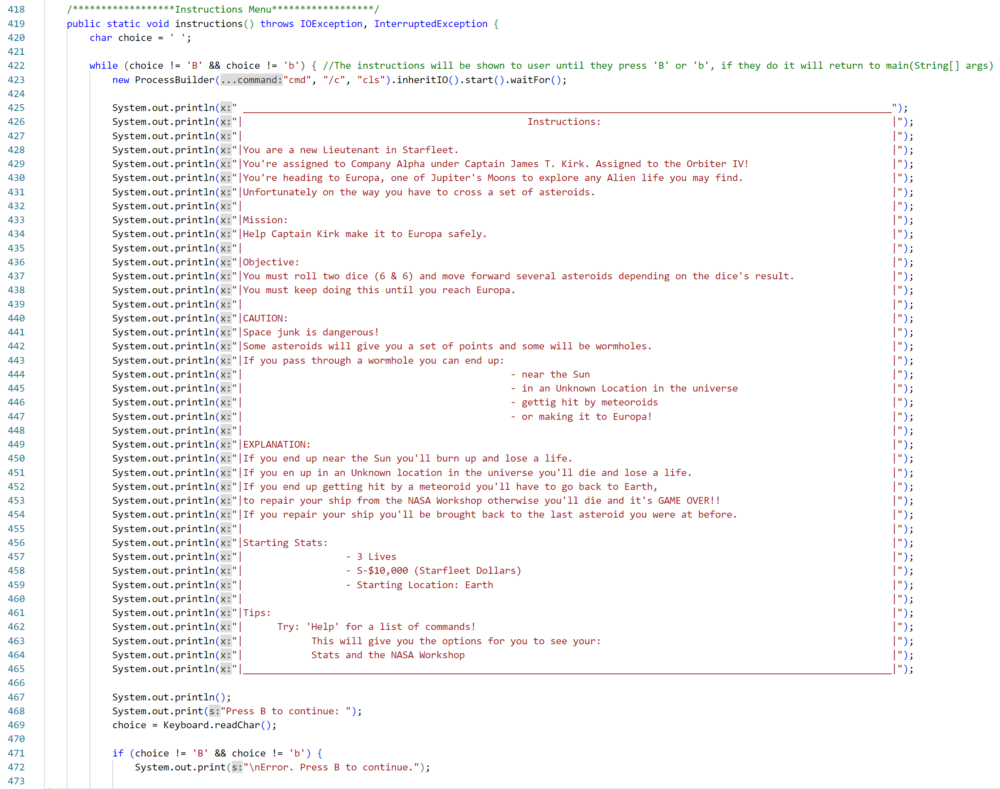 418 /******************Instructions Menu******************/
419 public static void instructions() throws IOException, InterruptedException {
420 char choice = ' ';
421
422 while (choice != 'B' && choice != 'b') { //The instructions will be shown to user until they press 'B' or 'b', if they do it will return to main(String[] args)
423 new ProcessBuilder(...command:"cmd", "/c", "cls").inheritIO().start().waitFor();
424
425 System.out.println(x:" __________________________________________________________________________________________________________________");
426 System.out.println(x:"|                                                  Instructions:                                                   |");
427 System.out.println(x:"|                                                                                                                  |");
428 System.out.println(x:"|You are a new Lieutenant in Starfleet.                                                                            |");
429 System.out.println(x:"|You're assigned to Company Alpha under Captain James T. Kirk. Assigned to the Orbiter IV!                         |");
430 System.out.println(x:"|You're heading to Europa, one of Jupiter's Moons to explore any Alien life you may find.                          |");
431 System.out.println(x:"|Unfortunately on the way you have to cross a set of asteroids.                                                    |");
432 System.out.println(x:"|                                                                                                                  |");
433 System.out.println(x:"|Mission:                                                                                                          |");
434 System.out.println(x:"|Help Captain Kirk make it to Europa safely.                                                                       |");
435 System.out.println(x:"|                                                                                                                  |");
436 System.out.println(x:"|Objective:                                                                                                        |");
437 System.out.println(x:"|You must roll two dice (6 & 6) and move forward several asteroids depending on the dice's result.                 |");
438 System.out.println(x:"|You must keep doing this until you reach Europa.                                                                  |");
439 System.out.println(x:"|                                                                                                                  |");
440 System.out.println(x:"|CAUTION:                                                                                                          |");
441 System.out.println(x:"|Space junk is dangerous!                                                                                          |");
442 System.out.println(x:"|Some asteroids will give you a set of points and some will be wormholes.                                          |");
443 System.out.println(x:"|If you pass through a wormhole you can end up:                                                                    |");
444 System.out.println(x:"|                                               - near the Sun                                                     |");
445 System.out.println(x:"|                                               - in an Unknown Location in the universe                           |");
446 System.out.println(x:"|                                               - gettig hit by meteoroids                                         |");
447 System.out.println(x:"|                                               - or making it to Europa!                                          |");
448 System.out.println(x:"|                                                                                                                  |");
449 System.out.println(x:"|EXPLANATION:                                                                                                      |");
450 System.out.println(x:"|If you end up near the Sun you'll burn up and lose a life.                                                        |");
451 System.out.println(x:"|If you en up in an Unknown location in the universe you'll die and lose a life.                                   |");
452 System.out.println(x:"|If you end up getting hit by a meteoroid you'll have to go back to Earth,                                         |");
453 System.out.println(x:"|to repair your ship from the NASA Workshop otherwise you'll die and it's GAME OVER!!                              |");
454 System.out.println(x:"|If you repair your ship you'll be brought back to the last asteroid you were at before.                           |");
455 System.out.println(x:"|                                                                                                                  |");
456 System.out.println(x:"|Starting Stats:                                                                                                   |");
457 System.out.println(x:"|                  - 3 Lives                                                                                       |");
458 System.out.println(x:"|                  - S-$10,000 (Starfleet Dollars)                                                                 |");
459 System.out.println(x:"|                  - Starting Location: Earth                                                                      |");
460 System.out.println(x:"|                                                                                                                  |");
461 System.out.println(x:"|Tips:                                                                                                             |");
462 System.out.println(x:"|      Try: 'Help' for a list of commands!                                                                         |");
463 System.out.println(x:"|            This will give you the options for you to see your:                                                   |");
464 System.out.println(x:"|            Stats and the NASA Workshop                                                                           |");
465 System.out.println(x:"|__________________________________________________________________________________________________________________|");
466
467 System.out.println();
468 System.out.print(s:"Press B to continue: ");
469 choice = Keyboard.readChar();
470
471 if (choice != 'B' && choice != 'b') {
472 System.out.print(s:"\nError. Press B to continue.");
473